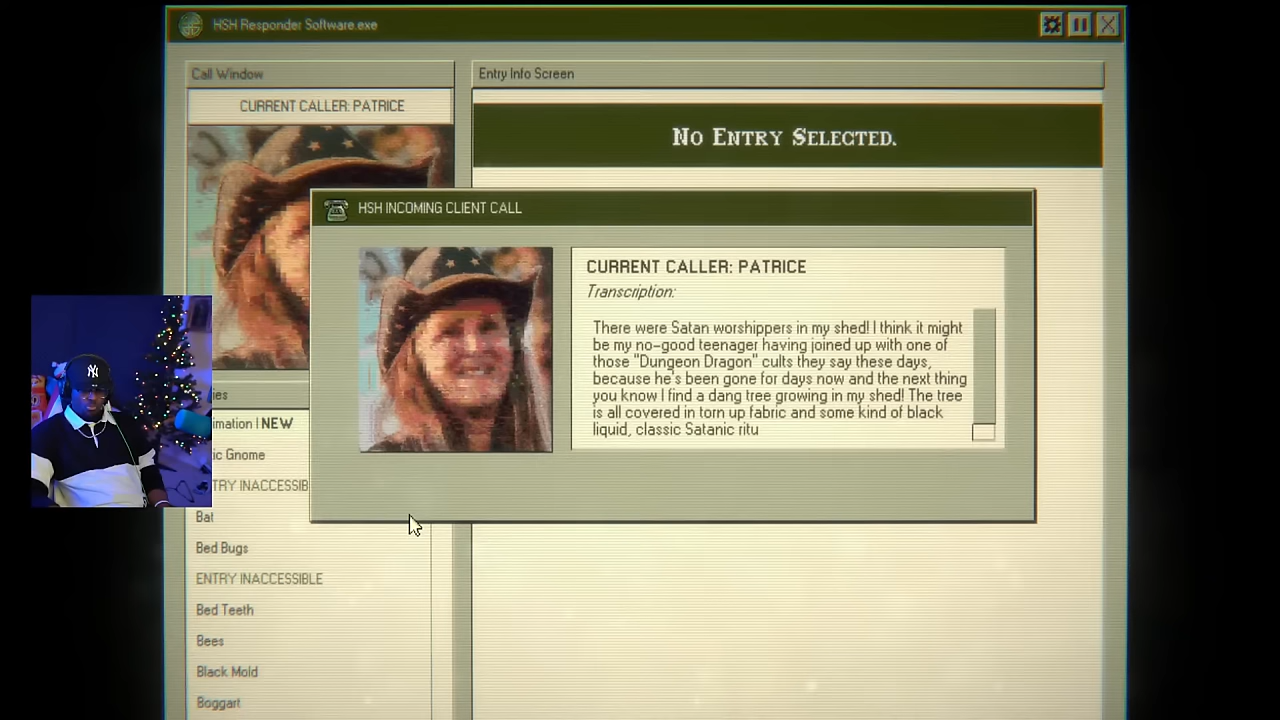 HSH Responder Software.exe
Call Window
Entry Info Screen
CURRENT CALLER: PATRICE
NO ENTRY SELECTED.
HSH INCOMING CLIENT CALL
CURRENT CALLER: PATRICE
Transcription:
There were Satan worshippers in my shed! I think it might
be my no-good teenager having joined up with one of
those "Dungeon Dragon" cults they say these days,
because he's been gone for days now and the next thing
you know I find a dang tree growing in my shed! The tree
is all covered in torn up fabric and some kind of black
liquid, classic Satanic ritu
NEW
Gnome
ENTRY INACCESSIB
Bat
Bed Bugs
ENTRY INACCESSIBLE
Bed Teeth
Bees
Black Mold
Boggart
NY